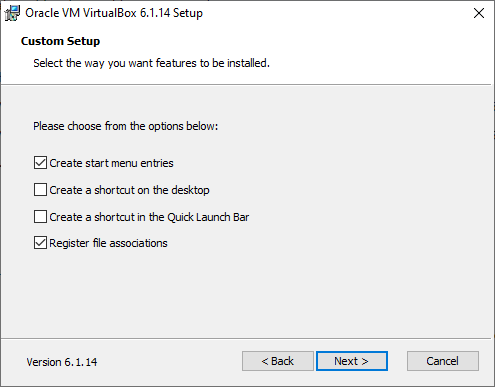 Oracle VM VirtualBox 6.1.14 Setup
Custom Setup
Select the way you want features to be installed.
Please choose from the options below:
Create start menu entries
Create a shortcut on the desktop
Create a shortcut in the Quick Launch Bar
Register file associations
Version 6.1.14
< Back
Next >
Cancel